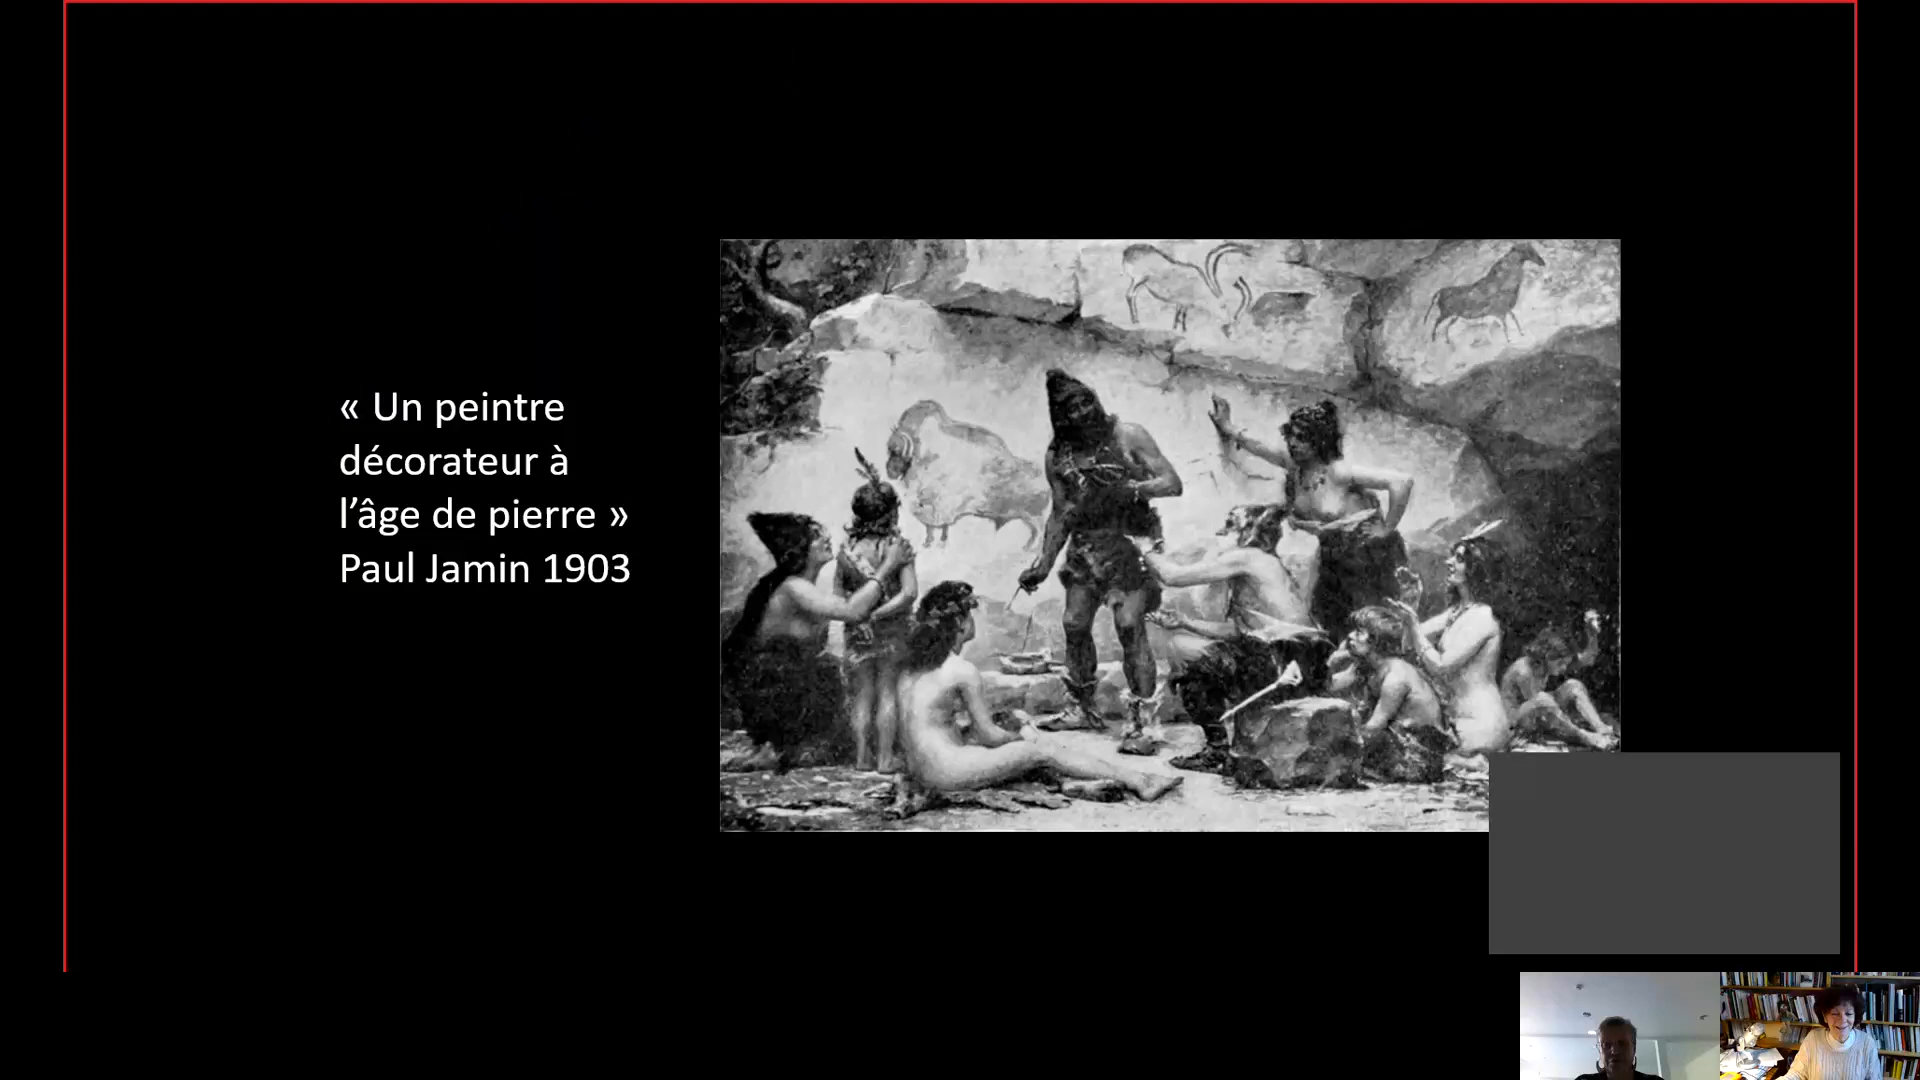 « Un peintre
décorateur à
l’âge de pierre »
Paul Jamin 1903